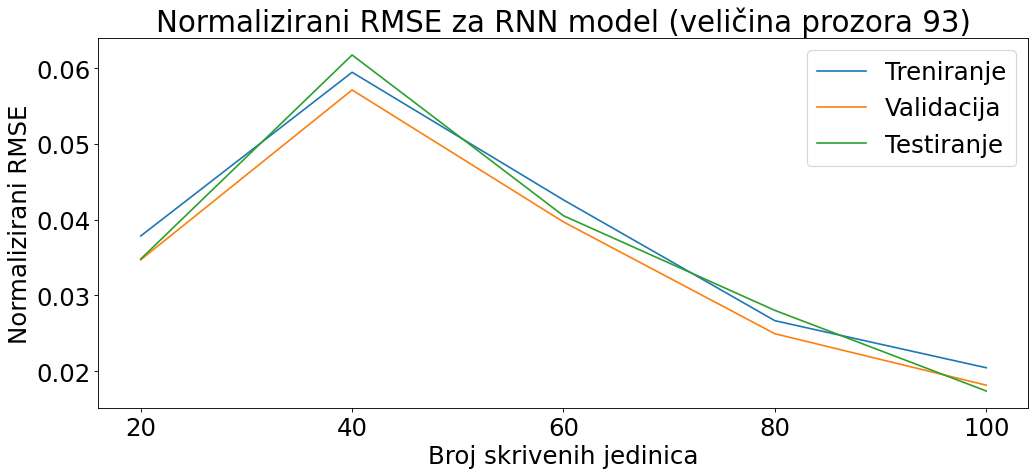 Normalizirani RMSE za RNN model (veličina prozora 93)
Normalizirani RMSE
0.06
0.05
0.04
0.03
0.02
Treniranje
Validacija
Testiranje
20 40 60 80 100
Broj skrivenih jedinica